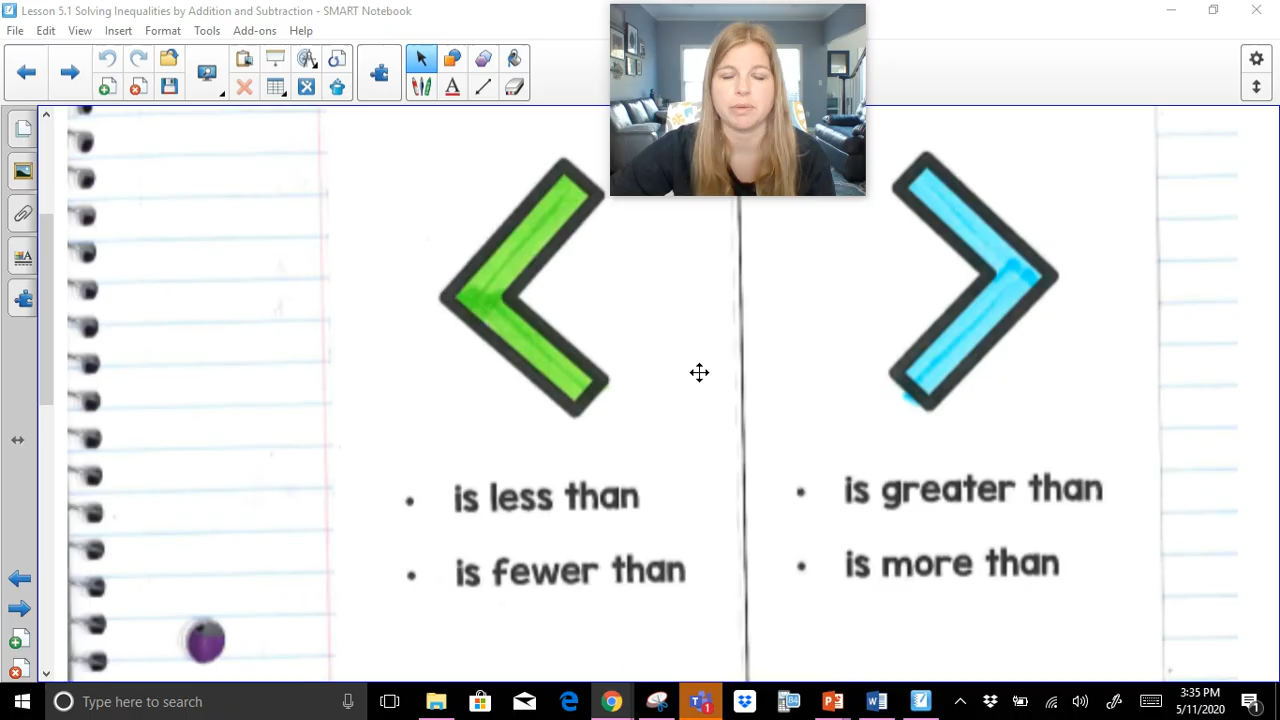 Lesson 5.1 Solving Inequalities by Addition and Subtraction - SMART Notebook
File Edit View Insert Format Tools Add-ons Help
• is less than
• is fewer than
• is greater than
• is more than
Type here to search
3:35 PM
5/11/2020